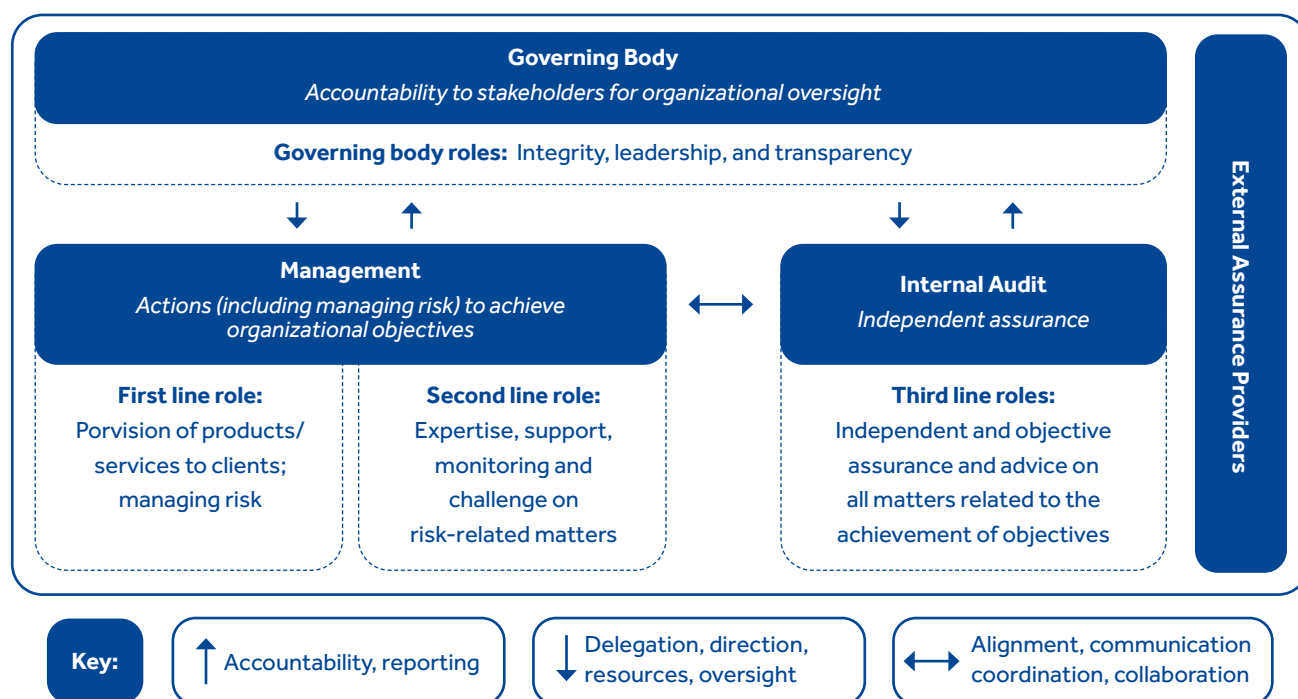 Governing Body
Accountability to stakeholders for organizational oversight
Governing body roles: Integrity, leadership, and transparency
Management
Actions (including managing risk) to achieve
organizational objectives
Internal Audit
Independent assurance
First line role:
Porvision of products/
services to clients;
managing risk
Second line role:
Expertise, support,
monitoring and
challenge on
risk-related matters
Third line roles:
Independent and objective
assurance and advice on
all matters related to the
achievement of objectives
External Assurance Providers
Key:
Accountability, reporting
Delegation, direction,
resources, oversight
Alignment, communication
coordination, collaboration